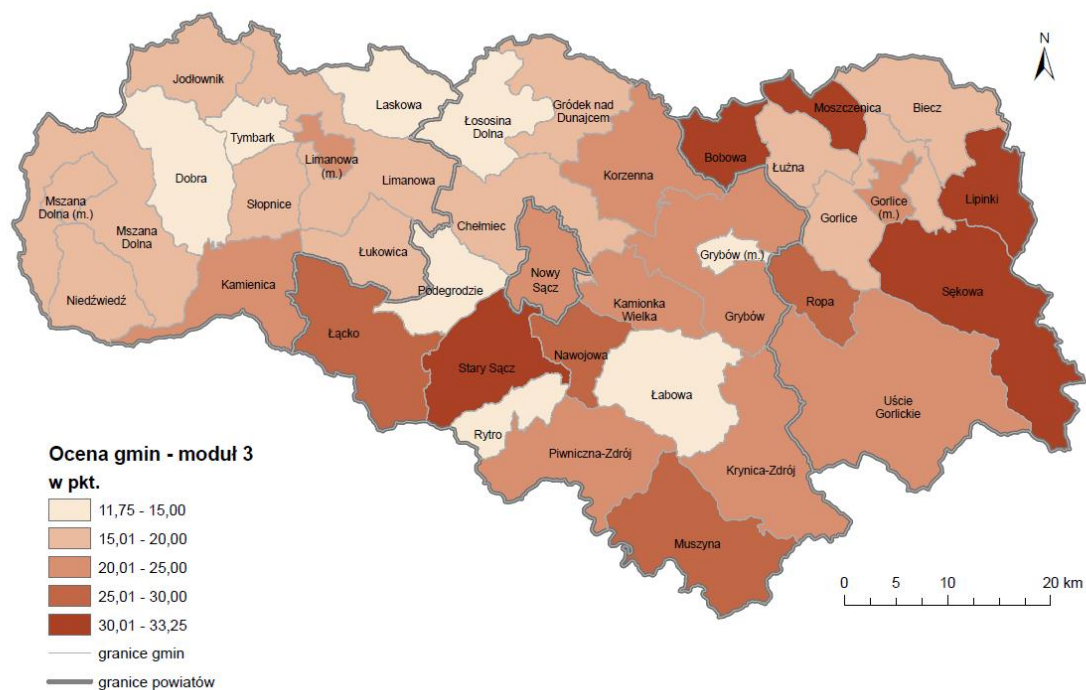 N
Jodłownik
Laskowa
Tymbark
Łososina
Dolna
Gródek nad
Dunajcem
Moszczenica
Biecz
Bobowa
Łużna
Limanowa
(m.)
Limanowa
Korzenna
Dobra
Słopnice
Mszana
Dolna (m.)
Mszana
Dolna
Gorlice
(m.)
Lipinki
Gorlice
Chełmiec
Łukowica
Grybów (m.)
Niedźwiedź
Kamienica
Podegrodzie
Nowy
Sącz
Kamionka
Wielka
Grybów
Ropa
Sękowa
Łącko
Stary Sącz
Nawojowa
Łabowa
Uście
Gorlickie
Rytro
Piwniczna-Zdrój
Krynica-Zdrój
Muszyna
Ocena gmin - moduł 3
w pkt.
11,75 - 15,00
15,01 - 20,00
20,01 - 25,00
25,01 - 30,00
30,01 - 33,25
granice gmin
granice powiatów
0 5 10 20 km